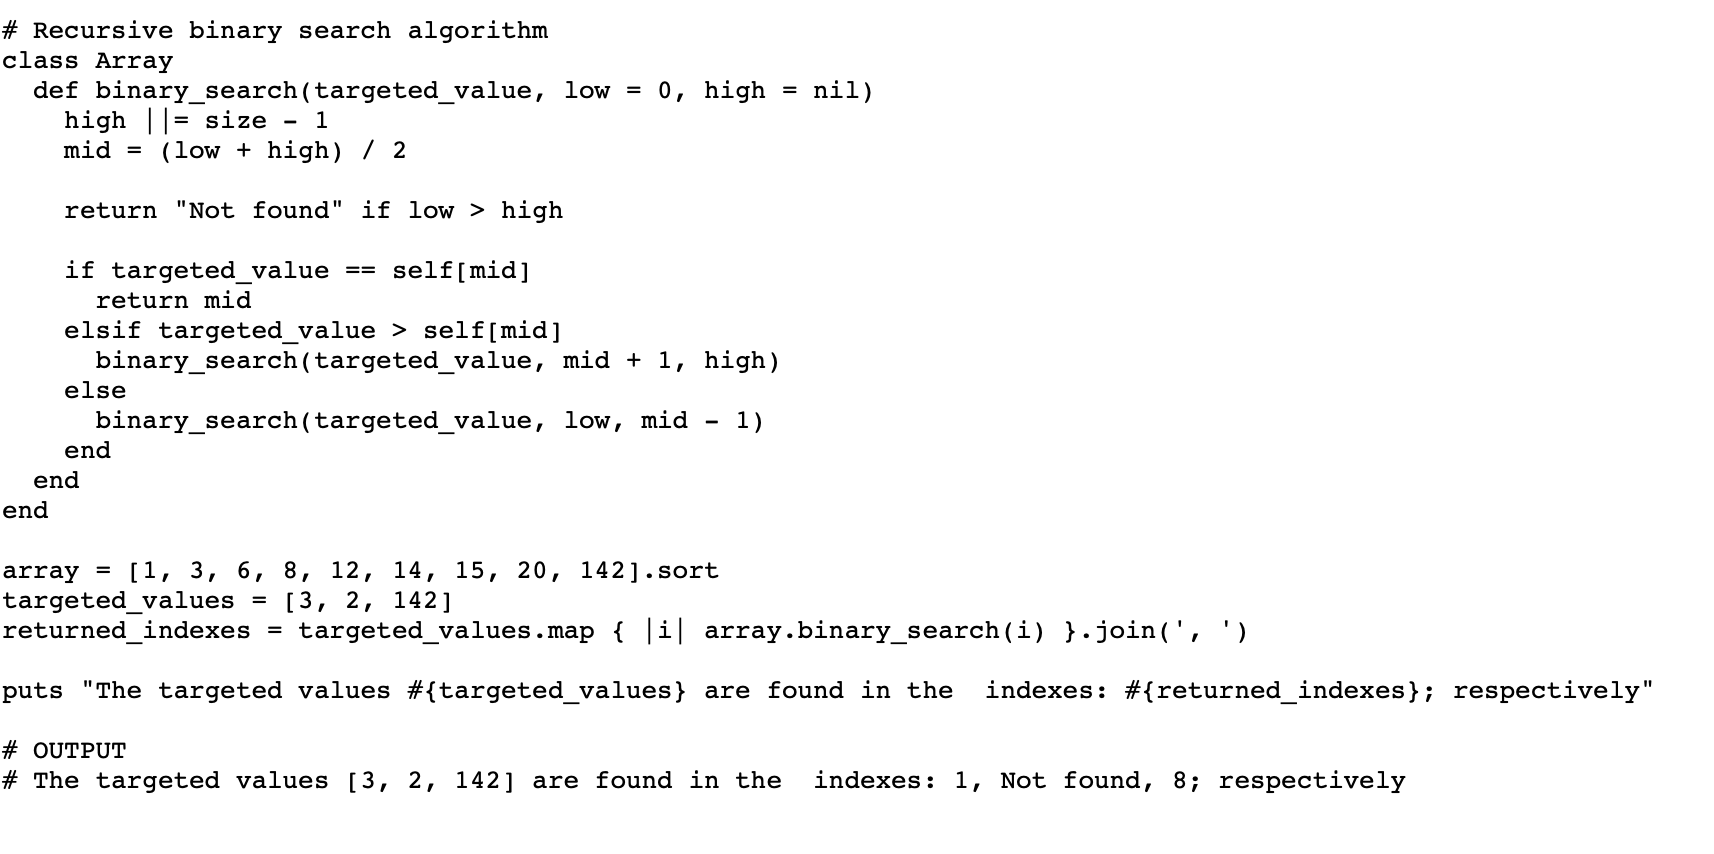 # Recursive binary search algorithm
class Array
  def binary_search(targeted_value, low = 0, high = nil)
    high ||= size - 1
    mid = (low + high) / 2

    return "Not found" if low > high

    if targeted_value == self[mid]
      return mid
    elsif targeted_value > self[mid]
      binary_search(targeted_value, mid + 1, high)
    else
      binary_search(targeted_value, low, mid - 1)
    end
  end
end

array = [1, 3, 6, 8, 12, 14, 15, 20, 142].sort
targeted_values = [3, 2, 142]
returned_indexes = targeted_values.map { |i| array.binary_search(i) }.join(', ')

puts "The targeted values #{targeted_values} are found in the  indexes: #{returned_indexes}; respectively"

# OUTPUT
# The targeted values [3, 2, 142] are found in the  indexes: 1, Not found, 8; respectively